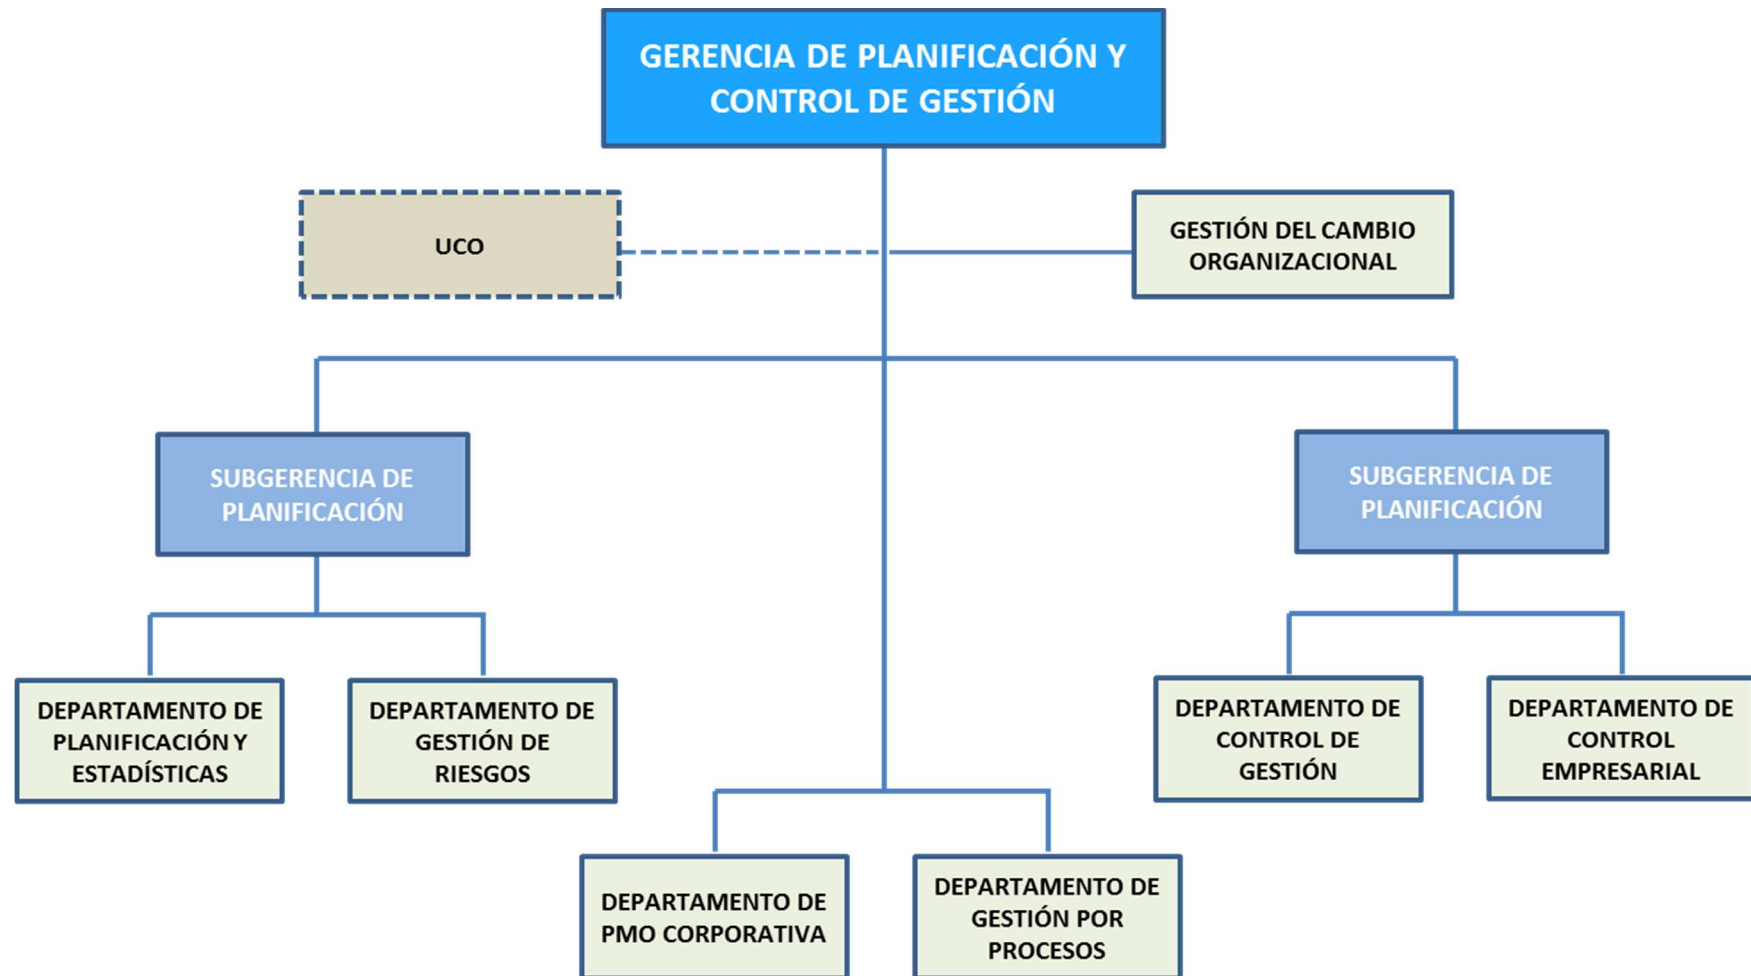 GERENCIA DE PLANIFICACIÓN Y
CONTROL DE GESTIÓN
UCO
GESTIÓN DEL CAMBIO
ORGANIZACIONAL
SUBGERENCIA DE
PLANIFICACIÓN
SUBGERENCIA DE
PLANIFICACIÓN
DEPARTAMENTO DE
PLANIFICACIÓN Y
ESTADÍSTICAS
DEPARTAMENTO DE
GESTIÓN DE
RIESGOS
DEPARTAMENTO DE
CONTROL DE
GESTIÓN
DEPARTAMENTO DE
CONTROL
EMPRESARIAL
DEPARTAMENTO DE
PMO CORPORATIVA
DEPARTAMENTO DE
GESTIÓN POR
PROCESOS